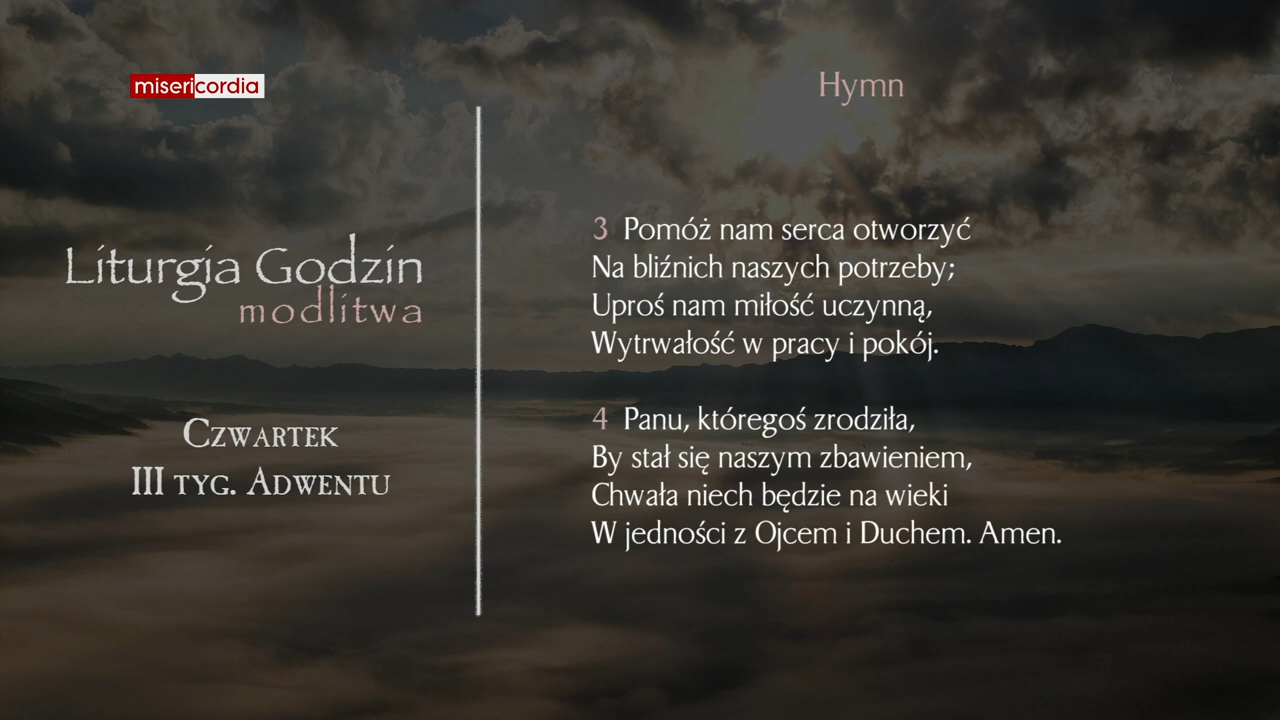 misericordia
Liturgia Godzin
modlitwa
Czwartek
III tyg. Adwentu
Hymn
3 Pomóż nam serca otworzyć
Na bliźnich naszych potrzeby;
Uproś nam miłość uczynną,
Wytrwałość w pracy i pokój.
4 Panu, któregoś zrodziła,
By stał się naszym zbawieniem,
Chwała niech będzie na wieki
W jedności z Ojcem i Duchem. Amen.